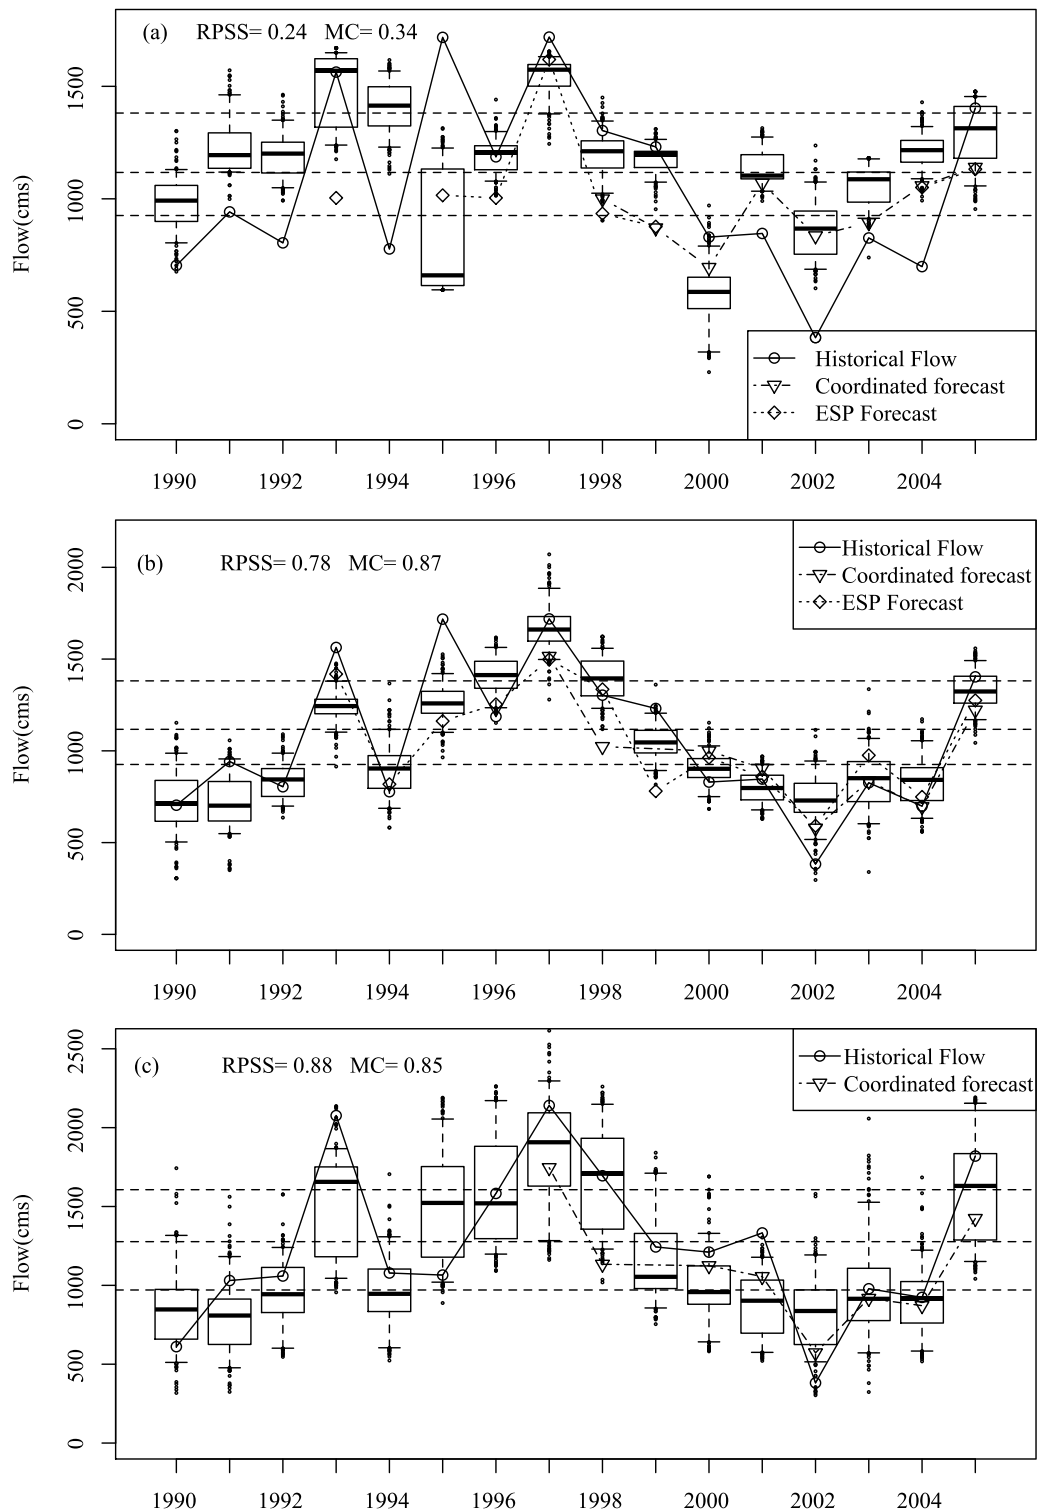 (a) RPSS= 0.24 MC= 0.34
Flow(cms)
1500
1000
500
0
Historical Flow
Coordinated forecast
ESP Forecast
1990 1992 1994 1996 1998 2000 2002 2004
(b) RPSS= 0.78 MC= 0.87
Flow(cms)
2000
1500
1000
500
0
Historical Flow
Coordinated forecast
ESP Forecast
1990 1992 1994 1996 1998 2000 2002 2004
(c) RPSS= 0.88 MC= 0.85
Flow(cms)
2500
2000
1500
1000
500
0
Historical Flow
Coordinated forecast
1990 1992 1994 1996 1998 2000 2002 2004